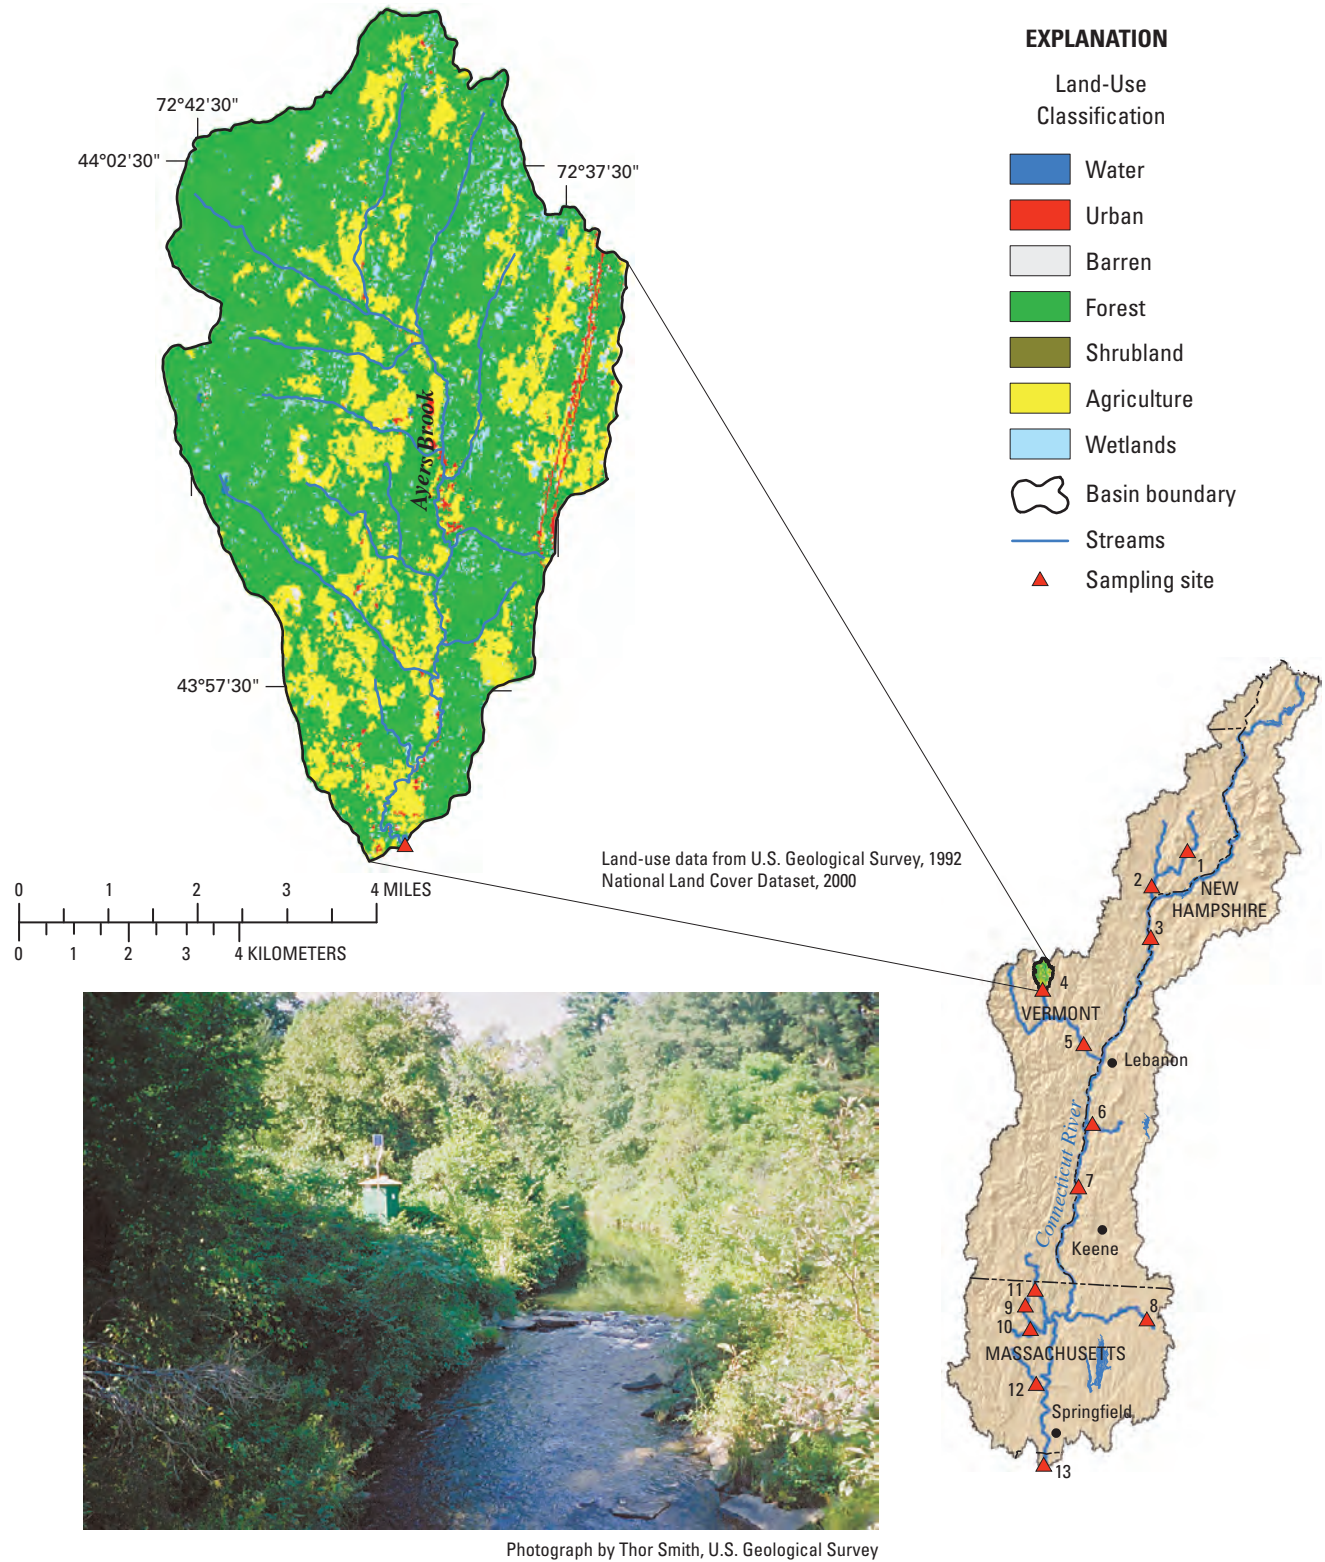 72°42'30"
44°02'30"
72°37'30"
Ayers Brook
43°57'30"
0 1 2 3 4 MILES
0 1 2 3 4 KILOMETERS
EXPLANATION
Land-Use
Classification
Water
Urban
Barren
Forest
Shrubland
Agriculture
Wetlands
Basin boundary
Streams
Sampling site
Land-use data from U.S. Geological Survey, 1992
National Land Cover Dataset, 2000
1
2
NEW
HAMPSHIRE
3
4
VERMONT
5
Lebanon
6
Connecticut River
7
Keene
11
9
8
10
MASSACHUSETTS
12
Springfield
13
Photograph by Thor Smith, U.S. Geological Survey